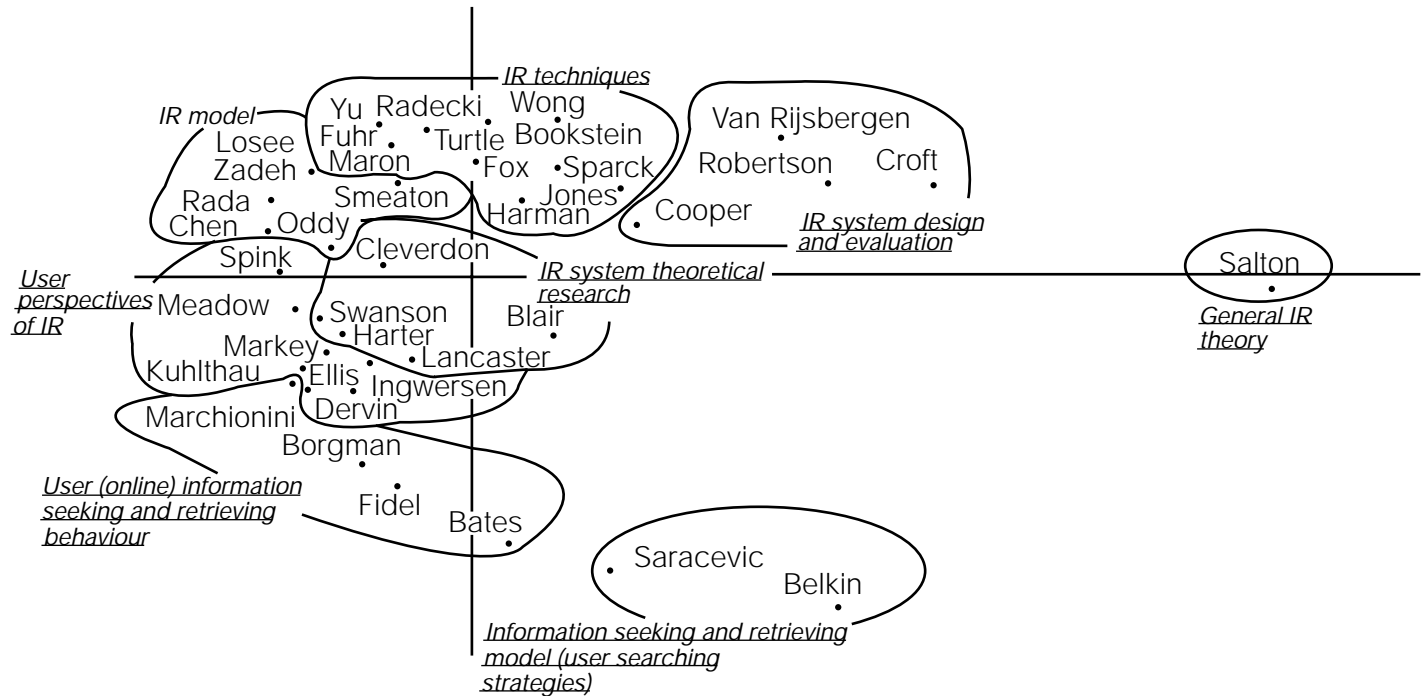 IR techniques
IR model
Yu
Radecki
Wong
Losee
Fuhr
Turtle
Bookstein
Zadeh
Maron
Fox
Sparck
Jones
Smeaton
Harman
Rada
Chen
Oddy
Van Rijsbergen
Robertson
Croft
Cooper
IR system design
and evaluation
Spink
Cleverdon
IR system theoretical
research
Salton
General IR
theory
User
perspectives
of IR
Meadow
Swanson
Blair
Harter
Markey
Lancaster
Kuhlthau
Ellis
Ingwersen
Marchionini
Dervin
Borgman
Fidel
Bates
User (online) information
seeking and retrieving
behaviour
Saracevic
Belkin
Information seeking and retrieving
model (user searching
strategies)